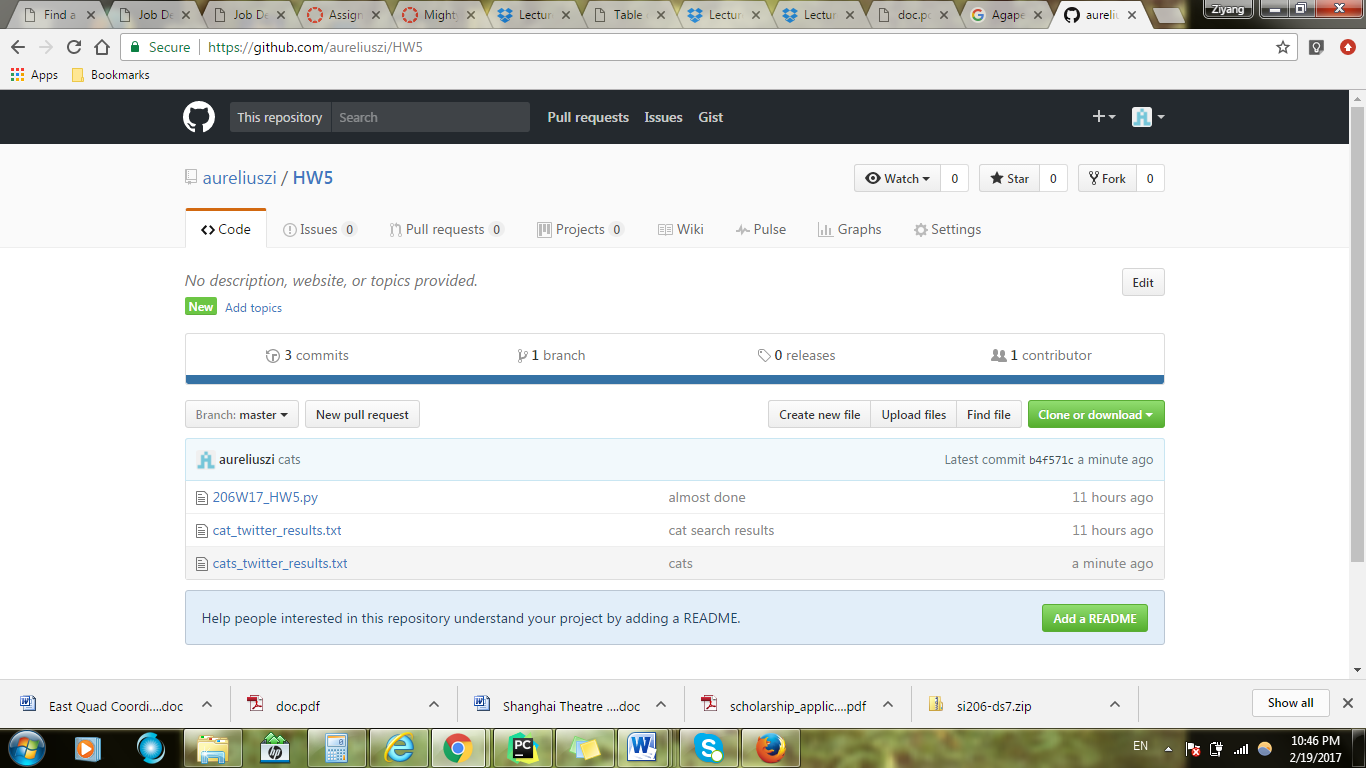 Find a
Job De
Job De
Assign
Mighty
Lectur
Table
Lectur
Lectur
doc.pd
Agape
aureliu
Ziyang
Secure https://github.com/aureliuszi/HW5
Apps Bookmarks
This repository Search Pull requests Issues Gist
aureliuszi / HW5
Watch 0 Star 0 Fork 0
Code Issues 0 Pull requests 0 Projects 0 Wiki Pulse Graphs Settings
No description, website, or topics provided. Edit
New Add topics
3 commits 1 branch 0 releases 1 contributor
Branch: master New pull request Create new file Upload files Find file Clone or download
aureliuszi cats Latest commit b4f571c a minute ago
206W17_HW5.py almost done 11 hours ago
cat_twitter_results.txt cat search results 11 hours ago
cats_twitter_results.txt cats a minute ago
Help people interested in this repository understand your project by adding a README. Add a README
East Quad Coordi....doc doc.pdf Shanghai Theatre ....doc scholarship_applic....pdf si206-ds7.zip Show all
EN 10:46 PM
2/19/2017